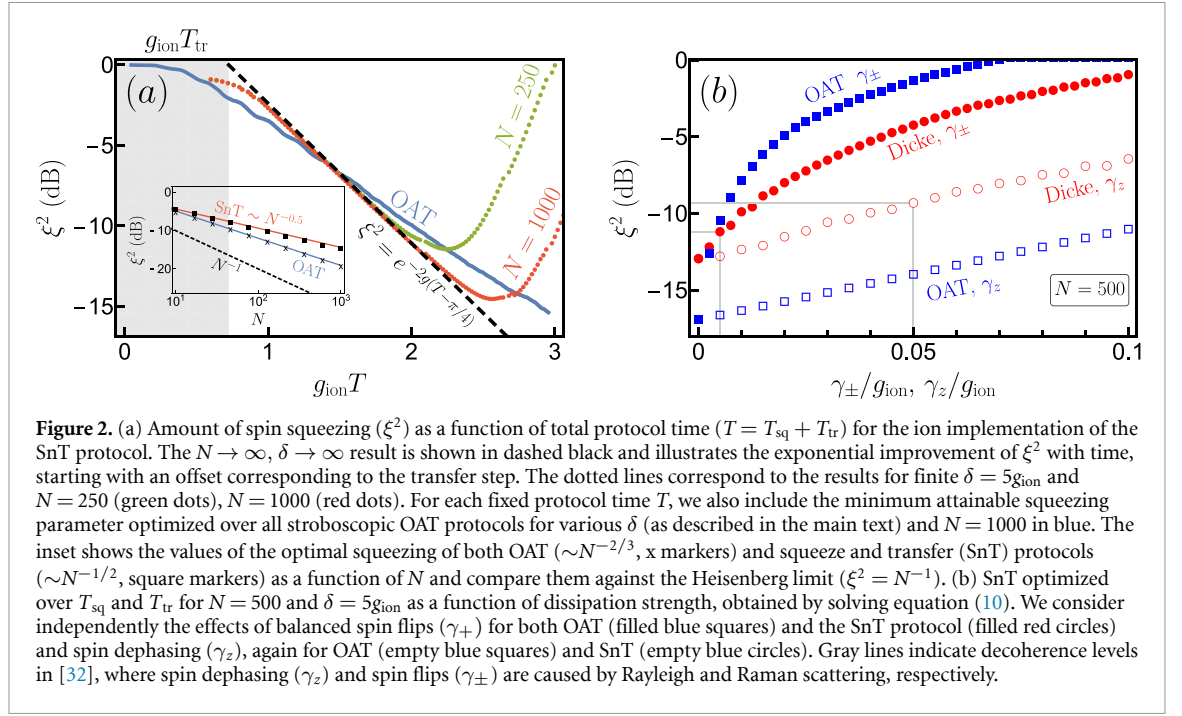 g_ion T_tr
(a)
0
−5
−10
−15
ξ² (dB)
0
1
2
3
g_ion T
OAT
N = 250
N = 1000
ξ² = e^{−2g(T−π/4)}
ξ² (dB)
0
−10
−20
SnT ∼ N^{−0.5}
OAT
N^{−1}
10¹
10²
10³
N
(b)
0
−5
−10
−15
ξ² (dB)
OAT γ±
Dicke, γ±
Dicke, γz
OAT, γz
N = 500
0
0.05
0.1
γ±/g_ion, γz/g_ion
Figure 2. (a) Amount of spin squeezing (ξ²) as a function of total protocol time (T = T_sq + T_tr) for the ion implementation of the
SnT protocol. The N → ∞, δ → ∞ result is shown in dashed black and illustrates the exponential improvement of ξ² with time,
starting with an offset corresponding to the transfer step. The dotted lines correspond to the results for finite δ = 5g_ion and
N = 250 (green dots), N = 1000 (red dots). For each fixed protocol time T, we also include the minimum attainable squeezing
parameter optimized over all stroboscopic OAT protocols for various δ (as described in the main text) and N = 1000 in blue. The
inset shows the values of the optimal squeezing of both OAT (∼N^{−2/3}, x markers) and squeeze and transfer (SnT) protocols
(∼N^{−1/2}, square markers) as a function of N and compare them against the Heisenberg limit (ξ² = N^{−1}). (b) SnT optimized
over T_sq and T_tr for N = 500 and δ = 5g_ion as a function of dissipation strength, obtained by solving equation (10). We consider
independently the effects of balanced spin flips (γ₊) for both OAT (filled blue squares) and the SnT protocol (filled red circles)
and spin dephasing (γz), again for OAT (empty blue squares) and SnT (empty blue circles). Gray lines indicate decoherence levels
in [32], where spin dephasing (γz) and spin flips (γ±) are caused by Rayleigh and Raman scattering, respectively.